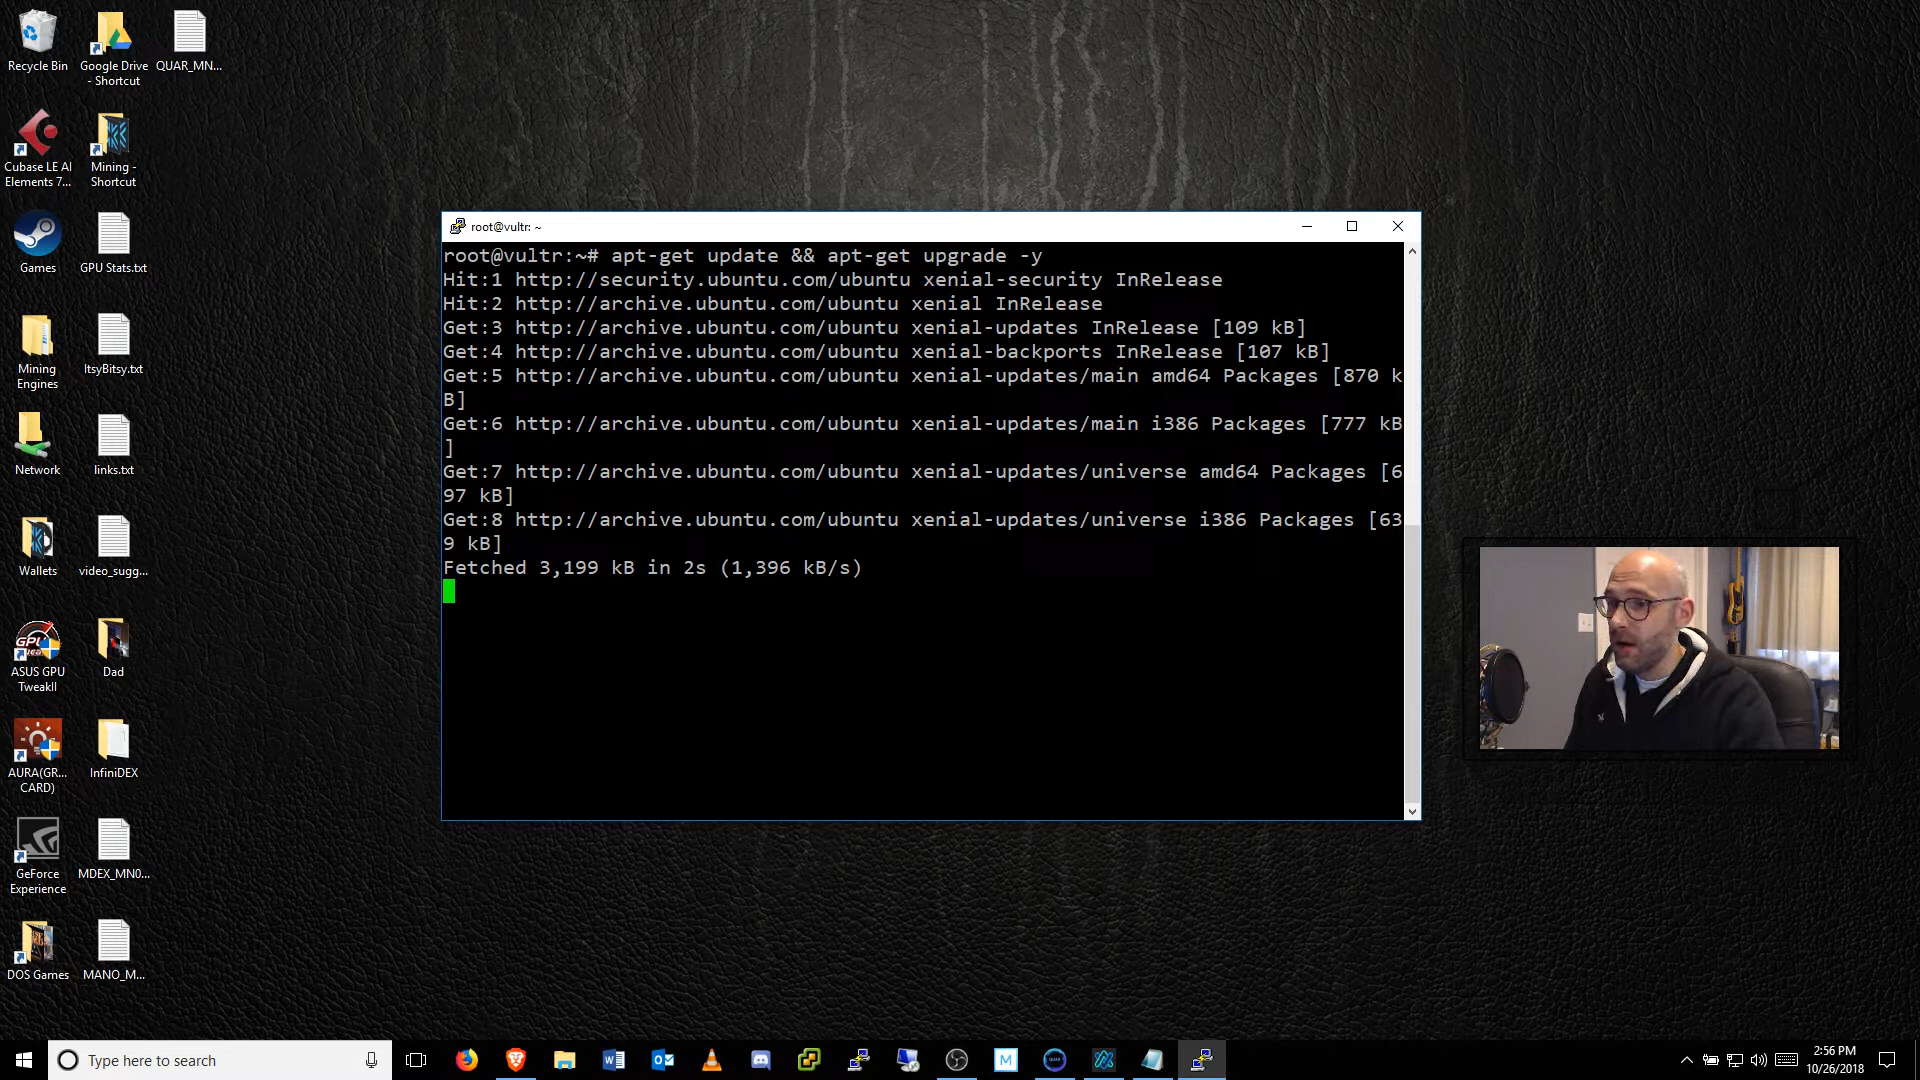 Recycle Bin
Google Drive
- Shortcut
QUAR_MN...
Cubase LE AI
Elements 7...
Mining -
Shortcut
Games
GPU Stats.txt
Mining
Engines
ItsyBitsy.txt
Network
links.txt
Wallets
video_sugg...
ASUS GPU
TweakII
Dad
AURA(GR...
CARD)
InfiniDEX
GeForce
Experience
MDEX_MN0...
DOS Games
MANO_M...
root@vultr: ~
root@vultr:~# apt-get update && apt-get upgrade -y
Hit:1 http://security.ubuntu.com/ubuntu xenial-security InRelease
Hit:2 http://archive.ubuntu.com/ubuntu xenial InRelease
Get:3 http://archive.ubuntu.com/ubuntu xenial-updates InRelease [109 kB]
Get:4 http://archive.ubuntu.com/ubuntu xenial-backports InRelease [107 kB]
Get:5 http://archive.ubuntu.com/ubuntu xenial-updates/main amd64 Packages [870 k
B]
Get:6 http://archive.ubuntu.com/ubuntu xenial-updates/main i386 Packages [777 kB
]
Get:7 http://archive.ubuntu.com/ubuntu xenial-updates/universe amd64 Packages [6
97 kB]
Get:8 http://archive.ubuntu.com/ubuntu xenial-updates/universe i386 Packages [63
9 kB]
Fetched 3,199 kB in 2s (1,396 kB/s)
Type here to search
2:56 PM
10/26/2018